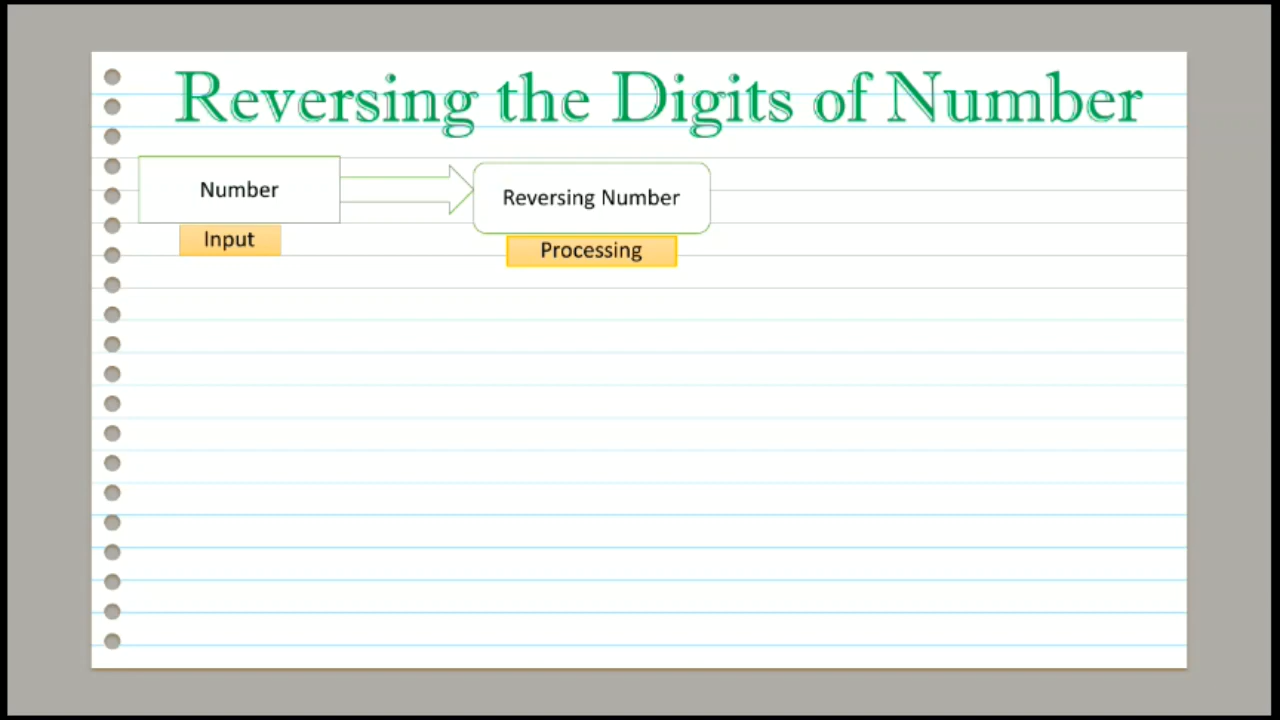 Reversing the Digits of Number
Number
Reversing Number
Input
Processing